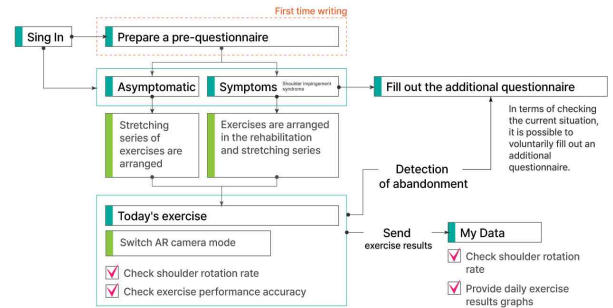 First time writing
Sing In
Prepare a pre-questionnaire
Asymptomatic
Symptoms
Shoulder impingement
syndrome
Fill out the additional questionnaire
Stretching
series of
exercises are
arranged
Exercises are arranged
in the rehabilitation
and stretching series
In terms of checking
the current situation,
it is possible to
voluntarily fill out an
additional
questionnaire.
Detection
of abandonment
Today's exercise
Switch AR camera mode
Check shoulder rotation rate
Check exercise performance accuracy
Send
exercise results
My Data
Check shoulder rotation
rate
Provide daily exercise
results graphs